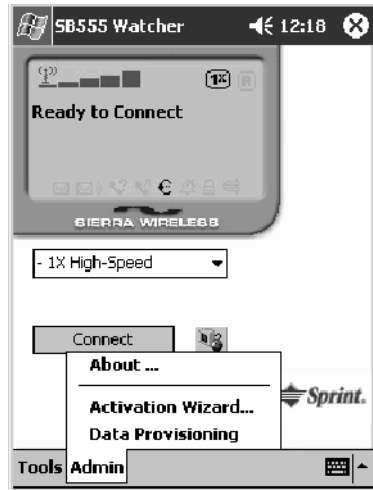 SB555 Watcher 12:18
1X R
Ready to Connect
SIERRA WIRELESS
- 1X High-Speed
Connect
About ...
Activation Wizard...
Sprint.
Data Provisioning
Tools Admin